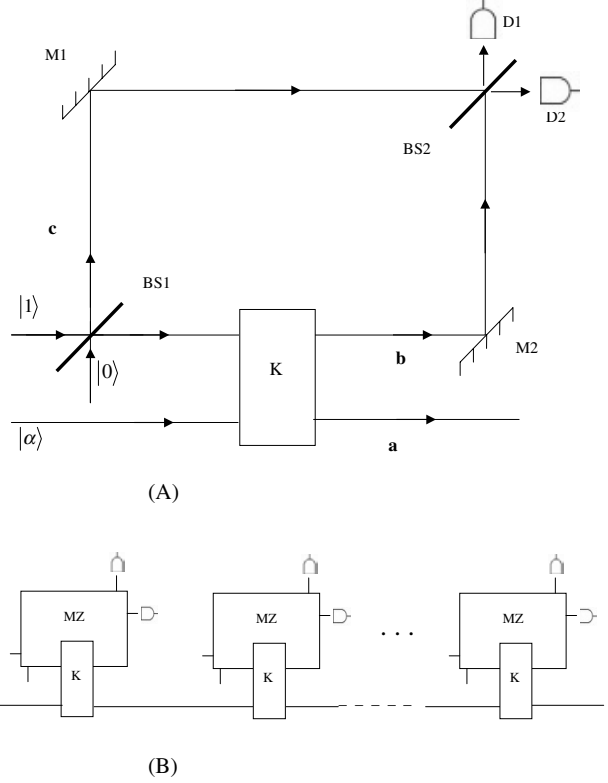 D1
M1
D2
BS2
c
BS1
|1⟩
M2
K
b
|0⟩
|α⟩
a
(A)
MZ MZ MZ
. . .
K K K
(B)